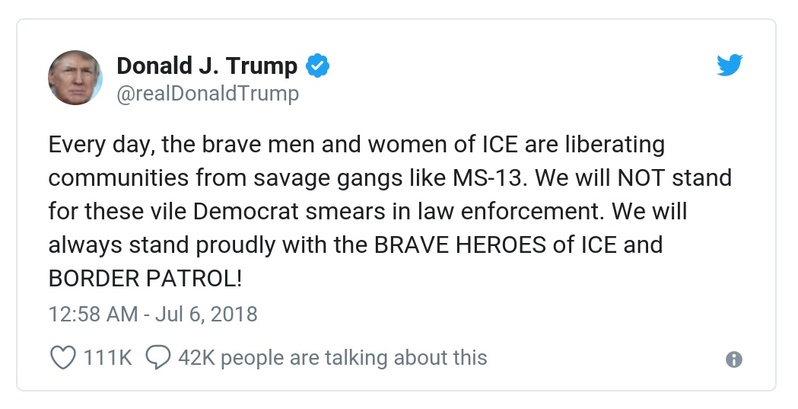 Donald J. Trump
@realDonaldTrump
Every day, the brave men and women of ICE are liberating
communities from savage gangs like MS-13. We will NOT stand
for these vile Democrat smears in law enforcement. We will
always stand proudly with the BRAVE HEROES of ICE and
BORDER PATROL!
12:58 AM - Jul 6, 2018
111K 42K people are talking about this